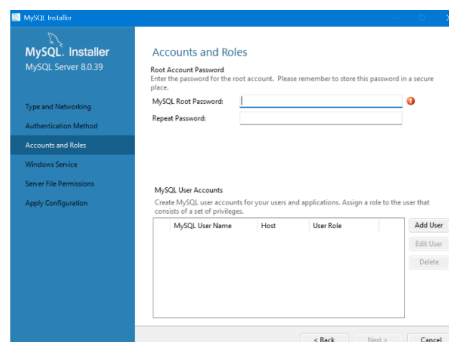 MySQL Installer
MySQL. Installer
MySQL Server 8.0.39
Type and Networking
Authentication Method
Accounts and Roles
Windows Service
Server File Permissions
Apply Configuration
Accounts and Roles
Root Account Password
Enter the password for the root account. Please remember to store this password in a secure
place.
MySQL Root Password:
Repeat Password:
MySQL User Accounts
Create MySQL user accounts for your users and applications. Assign a role to the user that
consists of a set of privileges.
MySQL User Name Host User Role
Add User
Edit User
Delete
< Back Next > Cancel